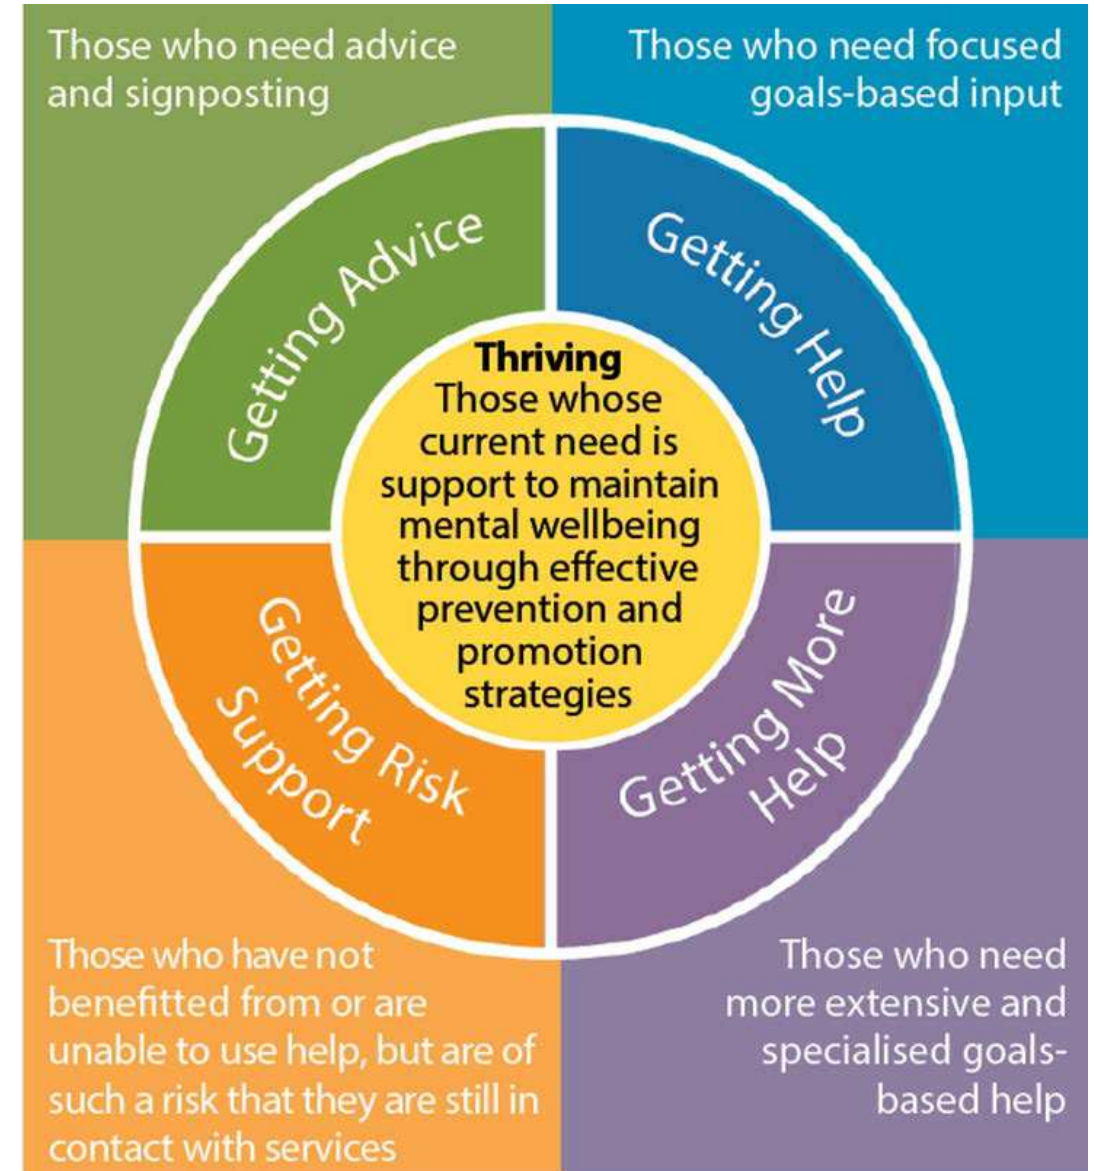 Those who need advice
and signposting
Those who need focused
goals-based input
Getting Advice
Getting Help
Thriving
Those whose
current need is
support to maintain
mental wellbeing
through effective
prevention and
promotion
strategies
Getting Risk
Support
Getting More
Help
Those who have not
benefitted from or are
unable to use help, but are of
such a risk that they are still in
contact with services
Those who need
more extensive and
specialised goals-
based help